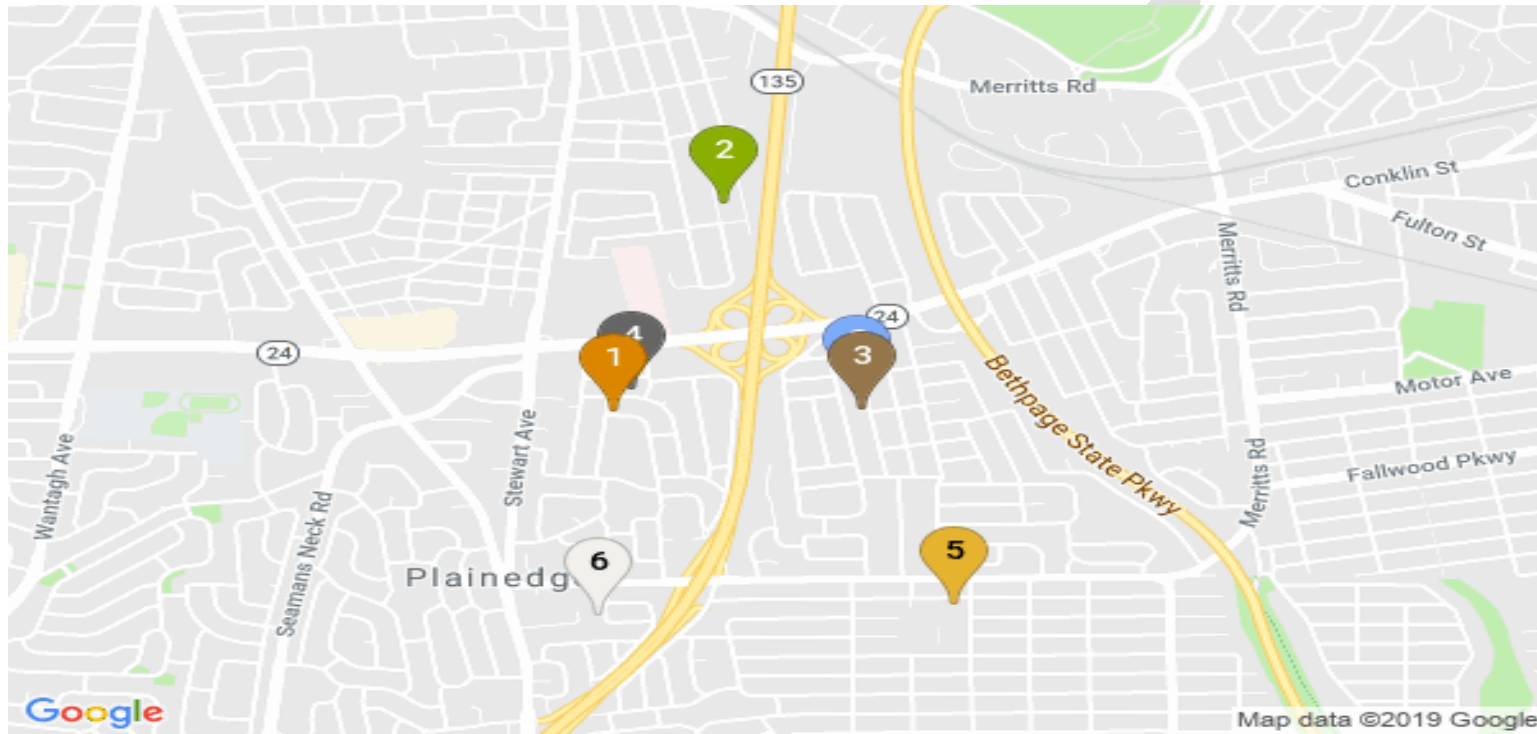 135
Merritts Rd
2
Conklin St
Fulton St
Merritts Rd
24
24
4
1
3
Bethpage State Pkwy
Motor Ave
Stewart Ave
Wantagh Ave
Fallwood Pkwy
Merritts Rd
Seamans Neck Rd
5
6
Plainedg
Google
Map data ©2019 Google